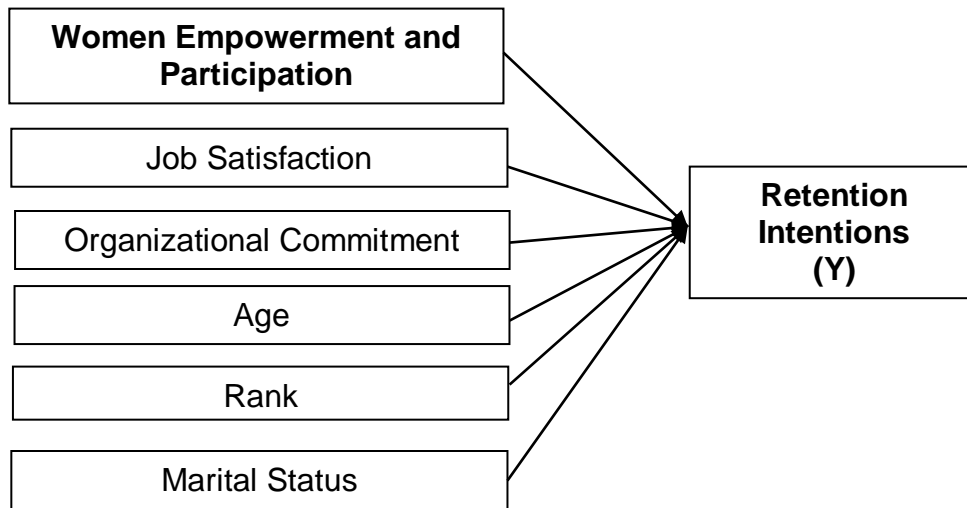 Women Empowerment and
Participation
Job Satisfaction
Organizational Commitment
Age
Rank
Marital Status
Retention
Intentions
(Y)